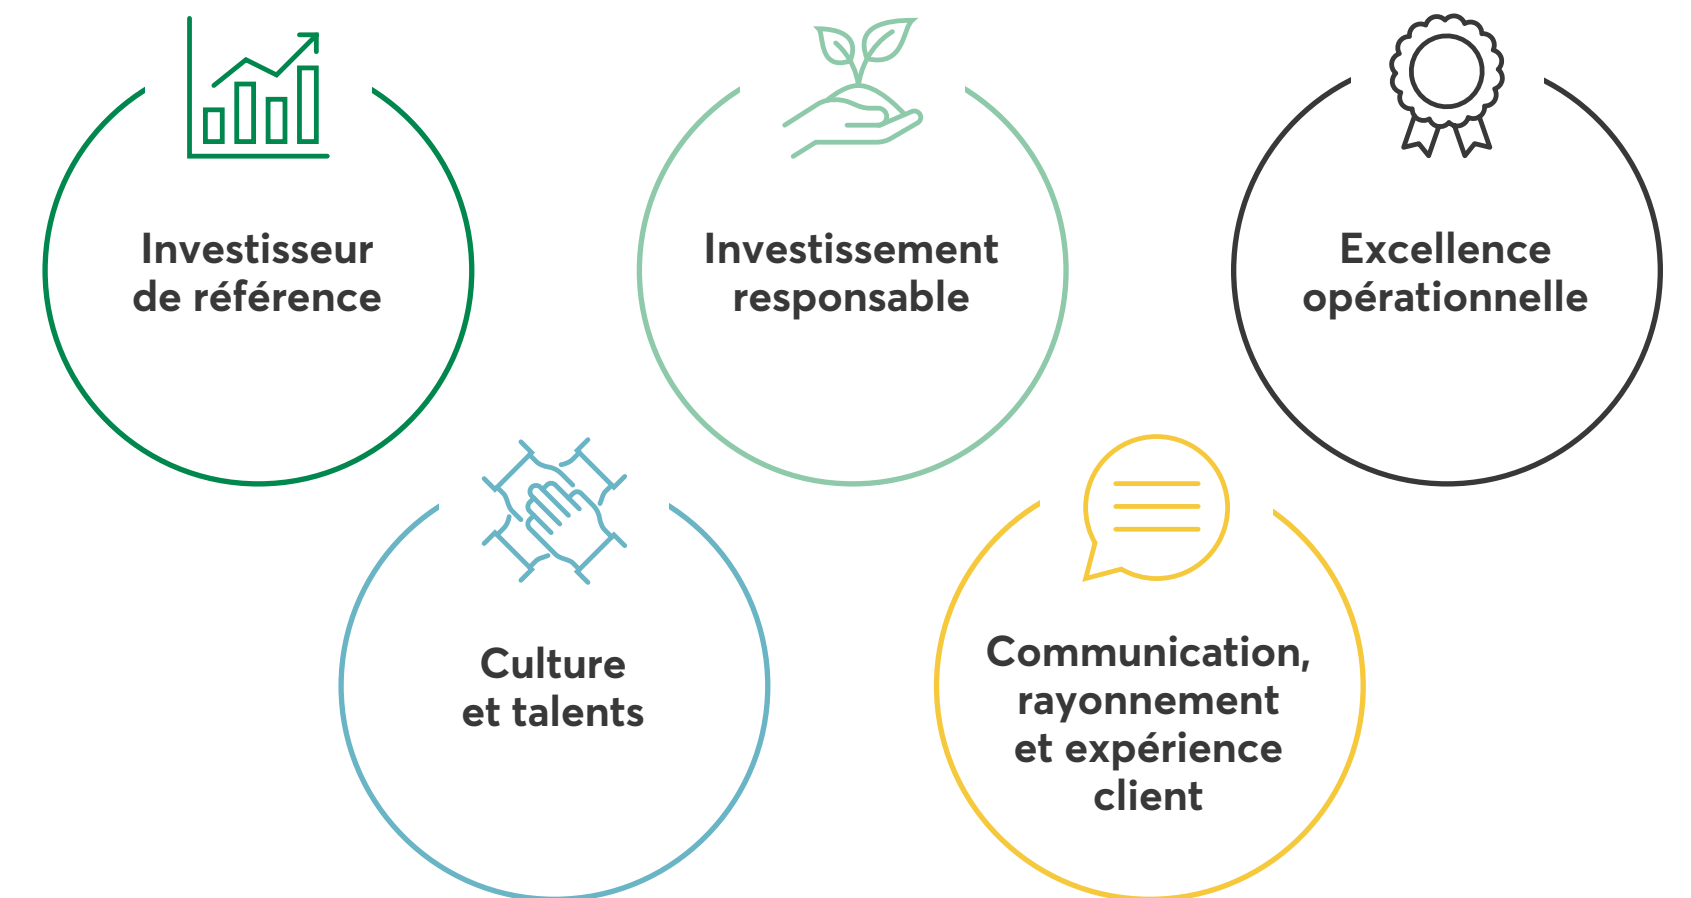 Investisseur
de référence
Investissement
responsable
Excellence
opérationnelle
Culture
et talents
Communication,
rayonnement
et expérience
client